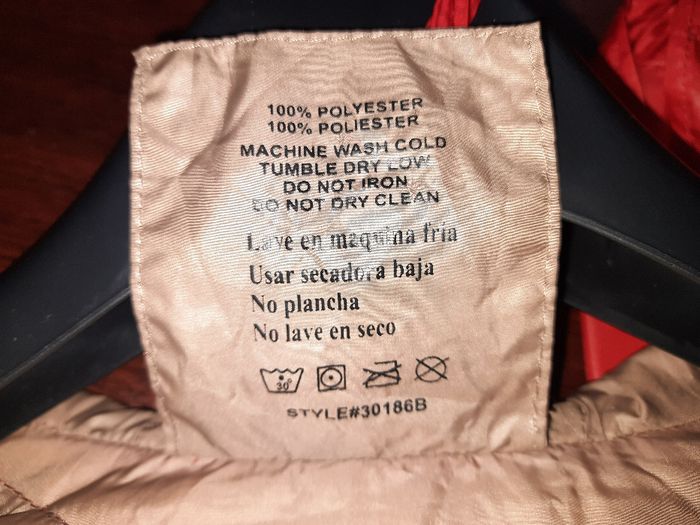 100% POLYESTER
100% POLIESTER
MACHINE WASH COLD
TUMBLE DRY LOW
DO NOT IRON
DO NOT DRY CLEAN
Lave en maquina fria
Usar secadora baja
No plancha
No lave en seco
30°
STYLE#30186B